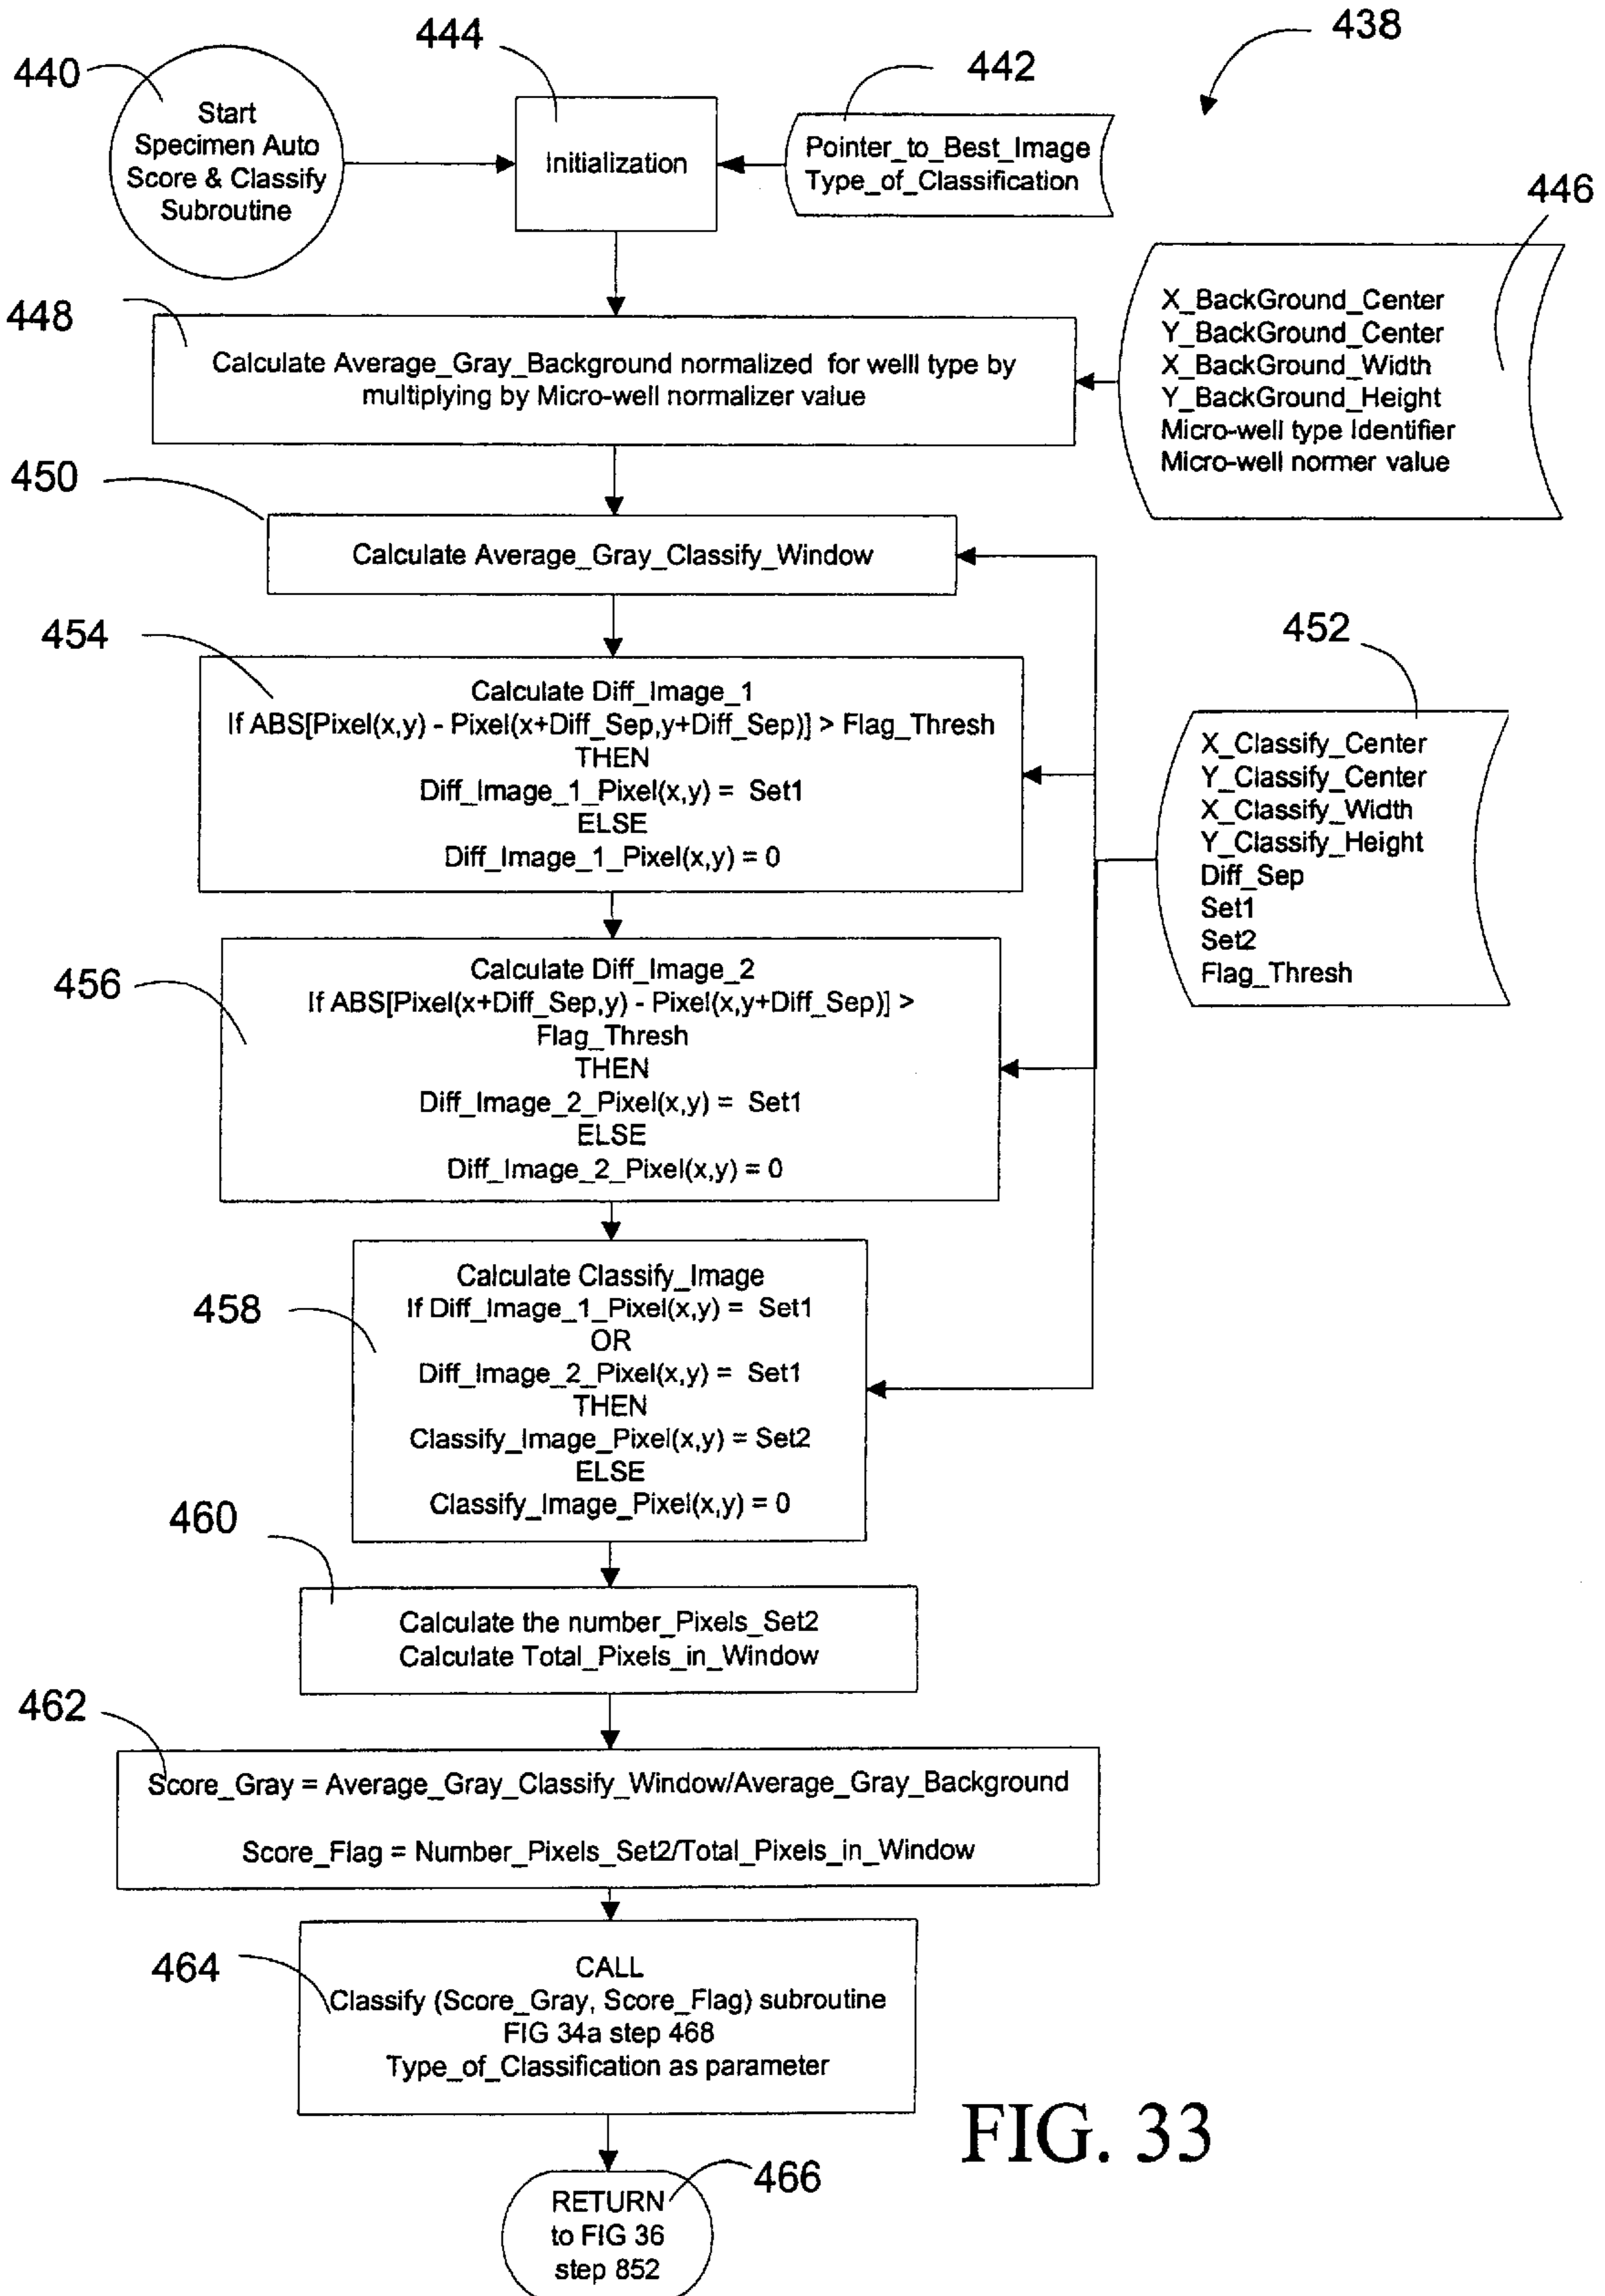 438
444
440
442
Start
Specimen Auto
Score & Classify
Subroutine
Initialization
Pointer_to_Best_Image
Type_of_Classification
446
448
Calculate Average_Gray_Background normalized for welll type by
multiplying by Micro-well normalizer value
X_BackGround_Center
Y_BackGround_Center
X_BackGround_Width
Y_BackGround_Height
Micro-well type Identifier
Micro-well normer value
450
Calculate Average_Gray_Classify_Window
454
Calculate Diff_Image_1
If ABS[Pixel(x,y) - Pixel(x+Diff_Sep,y+Diff_Sep)] > Flag_Thresh
THEN
Diff_Image_1_Pixel(x,y) = Set1
ELSE
Diff_Image_1_Pixel(x,y) = 0
452
X_Classify_Center
Y_Classify_Center
X_Classify_Width
Y_Classify_Height
Diff_Sep
Set1
Set2
Flag_Thresh
456
Calculate Diff_Image_2
If ABS[Pixel(x+Diff_Sep,y) - Pixel(x,y+Diff_Sep)] >
Flag_Thresh
THEN
Diff_Image_2_Pixel(x,y) = Set1
ELSE
Diff_Image_2_Pixel(x,y) = 0
458
Calculate Classify_Image
If Diff_Image_1_Pixel(x,y) = Set1
OR
Diff_Image_2_Pixel(x,y) = Set1
THEN
Classify_Image_Pixel(x,y) = Set2
ELSE
Classify_Image_Pixel(x,y) = 0
460
Calculate the number_Pixels_Set2
Calculate Total_Pixels_in_Window
462
Score_Gray = Average_Gray_Classify_Window/Average_Gray_Background
Score_Flag = Number_Pixels_Set2/Total_Pixels_in_Window
464
CALL
Classify (Score_Gray, Score_Flag) subroutine
FIG 34a step 468
Type_of_Classification as parameter
FIG. 33
466
RETURN
to FIG 36
step 852